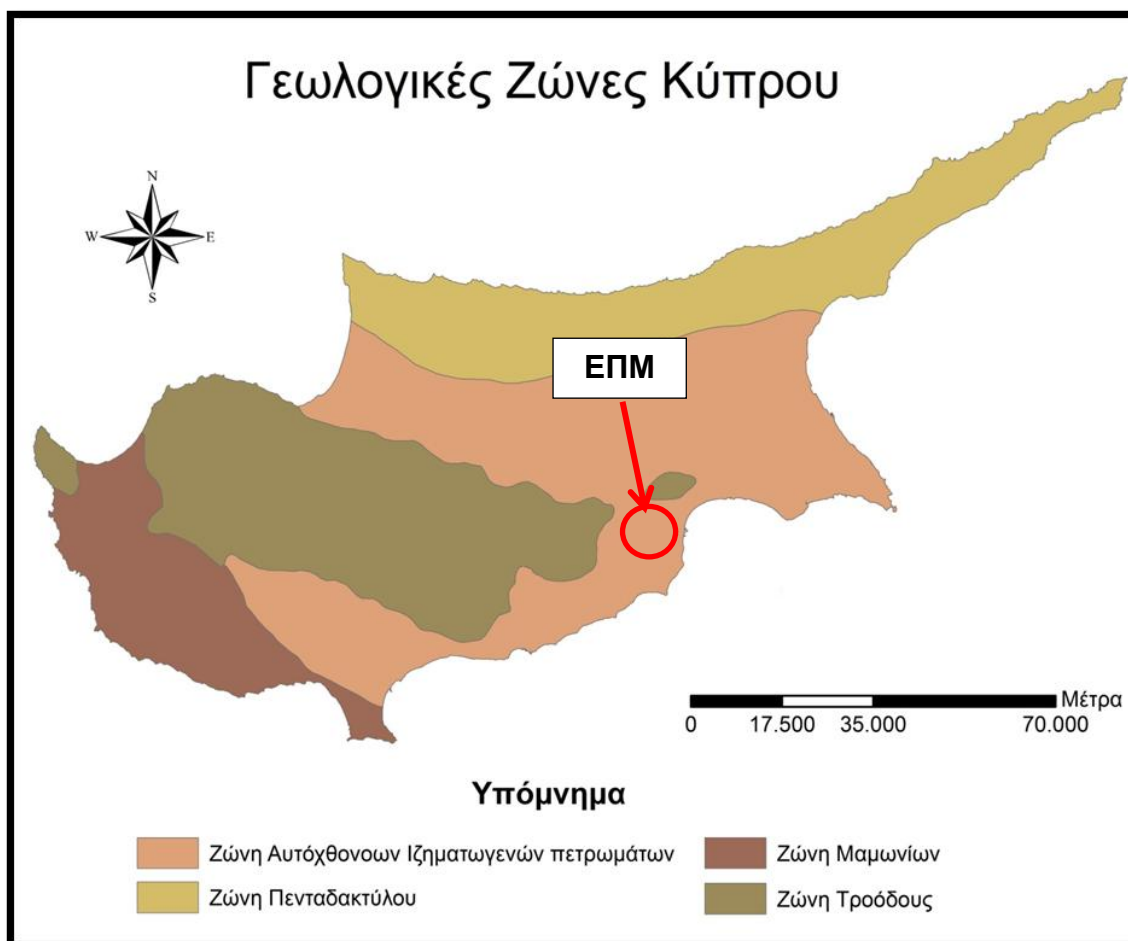 Γεωλογικές Ζώνες Κύπρου
N
W E
S
ΕΠΜ
Μέτρα
0 17.500 35.000 70.000
Υπόμνημα
Ζώνη Αυτόχθονοων Ιζηματωγενών πετρωμάτων
Ζώνη Μαμωνίων
Ζώνη Πενταδακτύλου
Ζώνη Τροόδους